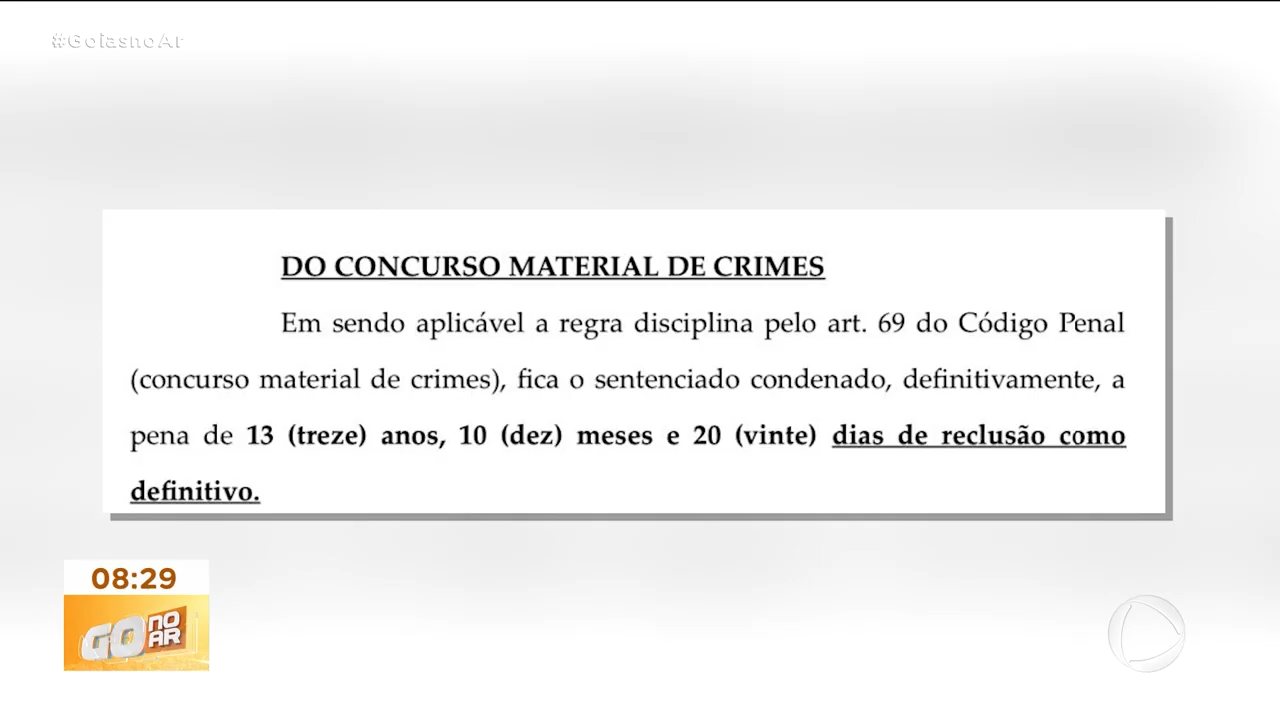 #GoiasnoAr
DO CONCURSO MATERIAL DE CRIMES
Em sendo aplicável a regra disciplina pelo art. 69 do Código Penal
(concurso material de crimes), fica o sentenciado condenado, definitivamente, a
pena de 13 (treze) anos, 10 (dez) meses e 20 (vinte) dias de reclusão como
definitivo.
08:29
GO NO AR